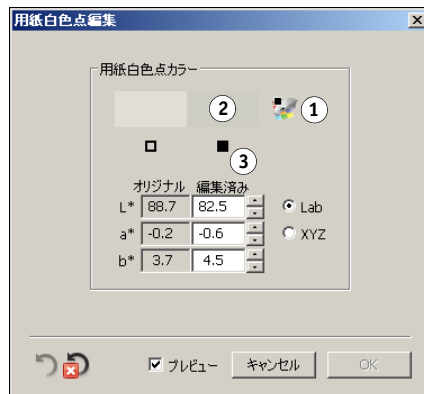 用紙白色点編集
用紙白色点カラー
2
1
3
オリジナル 編集済み
L* 88.7 82.5 Lab
a* -0.2 -0.6 XYZ
b* 3.7 4.5
プレビュー キャンセル OK